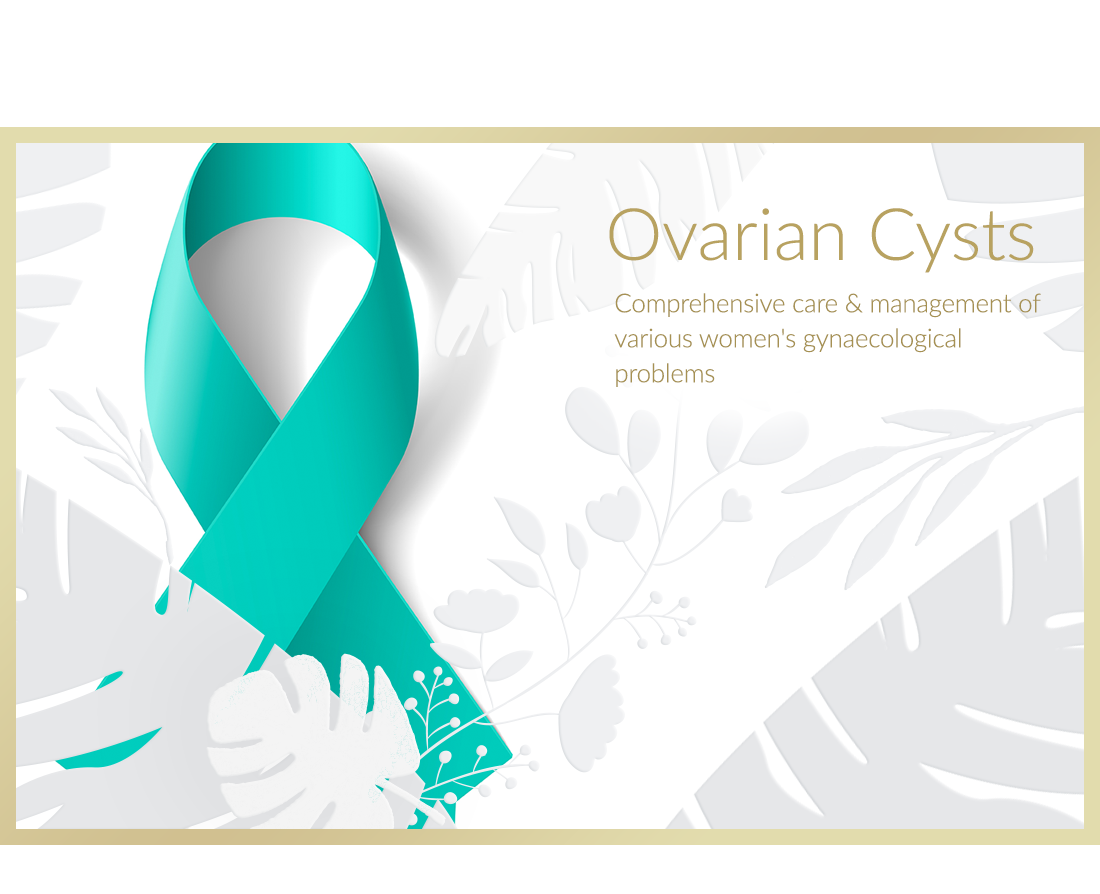 Ovarian Cysts
Comprehensive care & management of
various women's gynaecological
problems